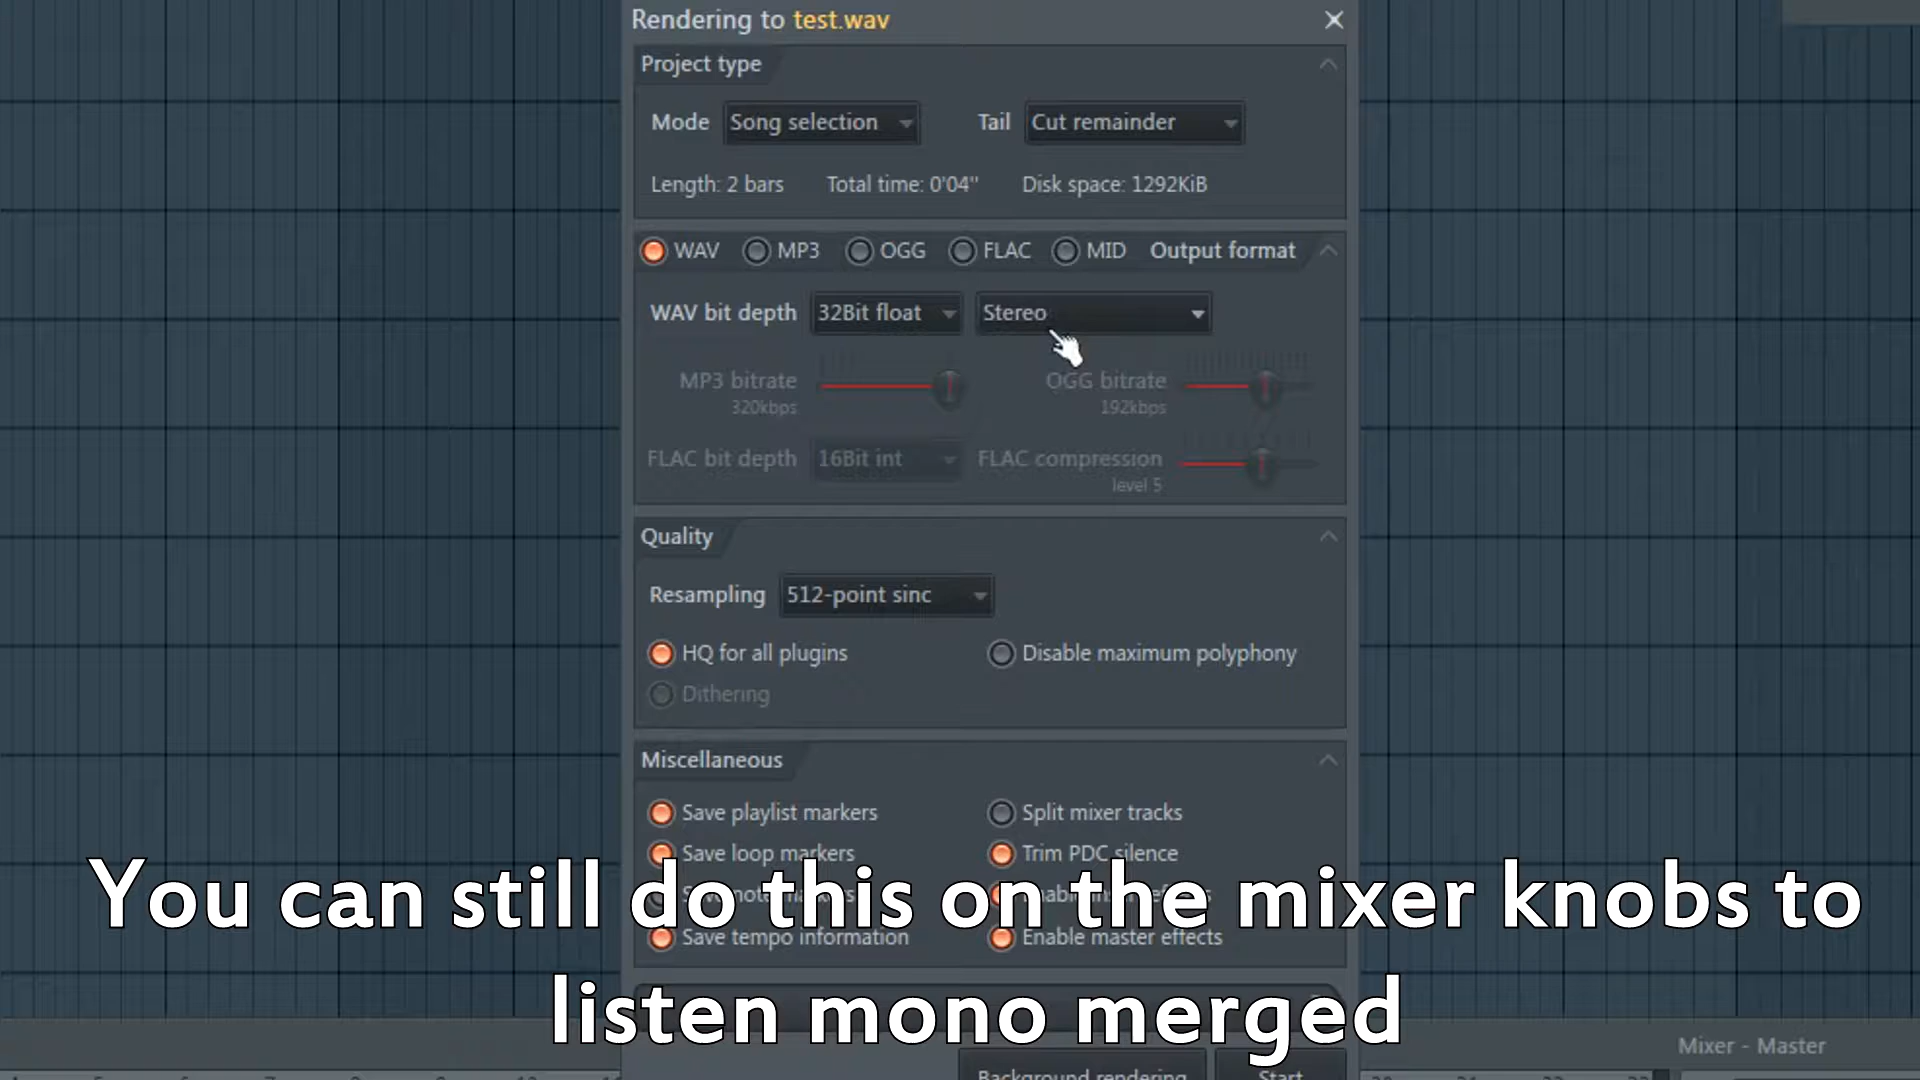 Rendering to test.wav
Project type
Mode Song selection Tail Cut remainder
Length: 2 bars Total time: 0'04" Disk space: 1292KiB
WAV MP3 OGG FLAC MID Output format
WAV bit depth 32Bit float Stereo
MP3 bitrate OGG bitrate
320kbps 192kbps
FLAC bit depth 16Bit int FLAC compression
level 5
Quality
Resampling 512-point sinc
HQ for all plugins Disable maximum polyphony
Dithering
Miscellaneous
Save playlist markers Split mixer tracks
Save loop markers Trim PDC silence
You can still do this on the mixer knobs to
Save tempo information Enable master effects
listen mono merged
Mixer - Master
Background rendering Start